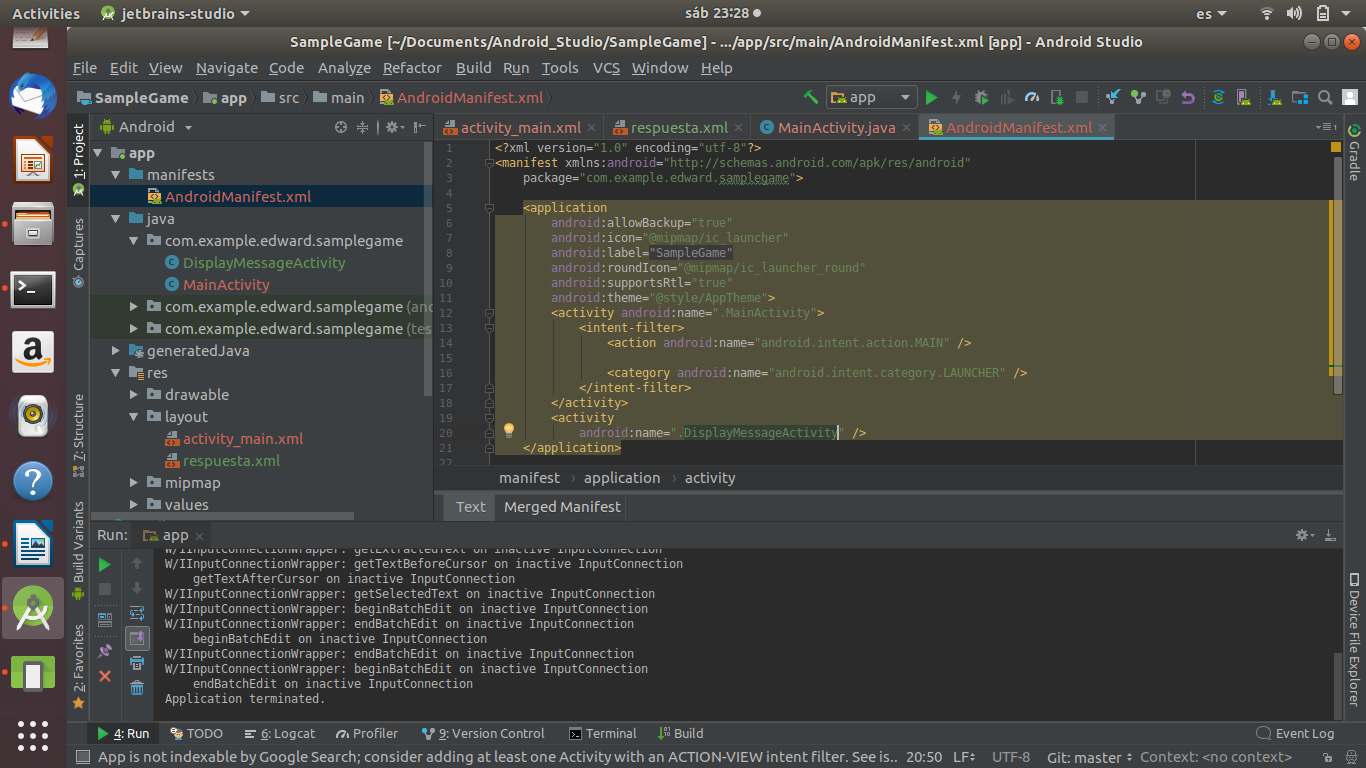 Activities jetbrains-studio sáb 23:28 es
SampleGame [~/Documents/Android_Studio/SampleGame] - .../app/src/main/AndroidManifest.xml [app] - Android Studio
File Edit View Navigate Code Analyze Refactor Build Run Tools VCS Window Help
SampleGame app src main AndroidManifest.xml app
Android activity_main.xml respuesta.xml MainActivity.java AndroidManifest.xml
1: Project
Captures
7: Structure
Build Variants
2: Favorites
app
manifests
AndroidManifest.xml
java
com.example.edward.samplegame
DisplayMessageActivity
MainActivity
com.example.edward.samplegame (and
com.example.edward.samplegame (tes
generatedJava
res
drawable
layout
activity_main.xml
respuesta.xml
mipmap
values
1 <?xml version="1.0" encoding="utf-8"?>
2 <manifest xmlns:android="http://schemas.android.com/apk/res/android"
3 package="com.example.edward.samplegame">
4
5 <application
6 android:allowBackup="true"
7 android:icon="@mipmap/ic_launcher"
8 android:label="SampleGame"
9 android:roundIcon="@mipmap/ic_launcher_round"
10 android:supportsRtl="true"
11 android:theme="@style/AppTheme">
12 <activity android:name=".MainActivity">
13 <intent-filter>
14 <action android:name="android.intent.action.MAIN" />
15
16 <category android:name="android.intent.category.LAUNCHER" />
17 </intent-filter>
18 </activity>
19 <activity
20 android:name=".DisplayMessageActivity" />
21 </application>
22
manifest application activity
Text Merged Manifest
Gradle
Device File Explorer
Run: app
W/IInputConnectionWrapper: getExtractedText on inactive InputConnection
W/IInputConnectionWrapper: getTextBeforeCursor on inactive InputConnection
getTextAfterCursor on inactive InputConnection
W/IInputConnectionWrapper: getSelectedText on inactive InputConnection
W/IInputConnectionWrapper: beginBatchEdit on inactive InputConnection
W/IInputConnectionWrapper: endBatchEdit on inactive InputConnection
beginBatchEdit on inactive InputConnection
W/IInputConnectionWrapper: endBatchEdit on inactive InputConnection
W/IInputConnectionWrapper: beginBatchEdit on inactive InputConnection
endBatchEdit on inactive InputConnection
Application terminated.
4: Run TODO 6: Logcat Profiler 9: Version Control Terminal Build Event Log
App is not indexable by Google Search; consider adding at least one Activity with an ACTION-VIEW intent filter. See is.. 20:50 LF UTF-8 Git: master Context: <no context>